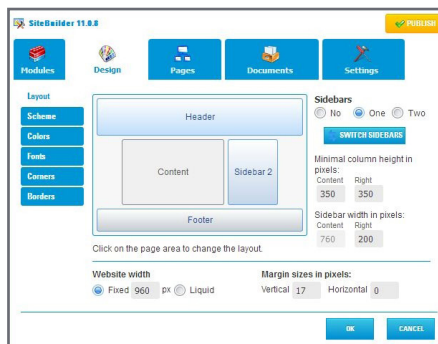 SiteBuilder 11.0.8
PUBLISH
Modules
Design
Pages
Documents
Settings
Layout
Scheme
Colors
Fonts
Corners
Borders
Header
Content
Sidebar 2
Footer
Click on the page area to change the layout.
Sidebars
No One Two
SWITCH SIDEBARS
Minimal column height in
pixels:
Content Right
350 350
Sidebar width in pixels:
Content Right
760 200
Website width
Fixed 960 px Liquid
Margin sizes in pixels:
Vertical 17 Horizontal 0
OK
CANCEL